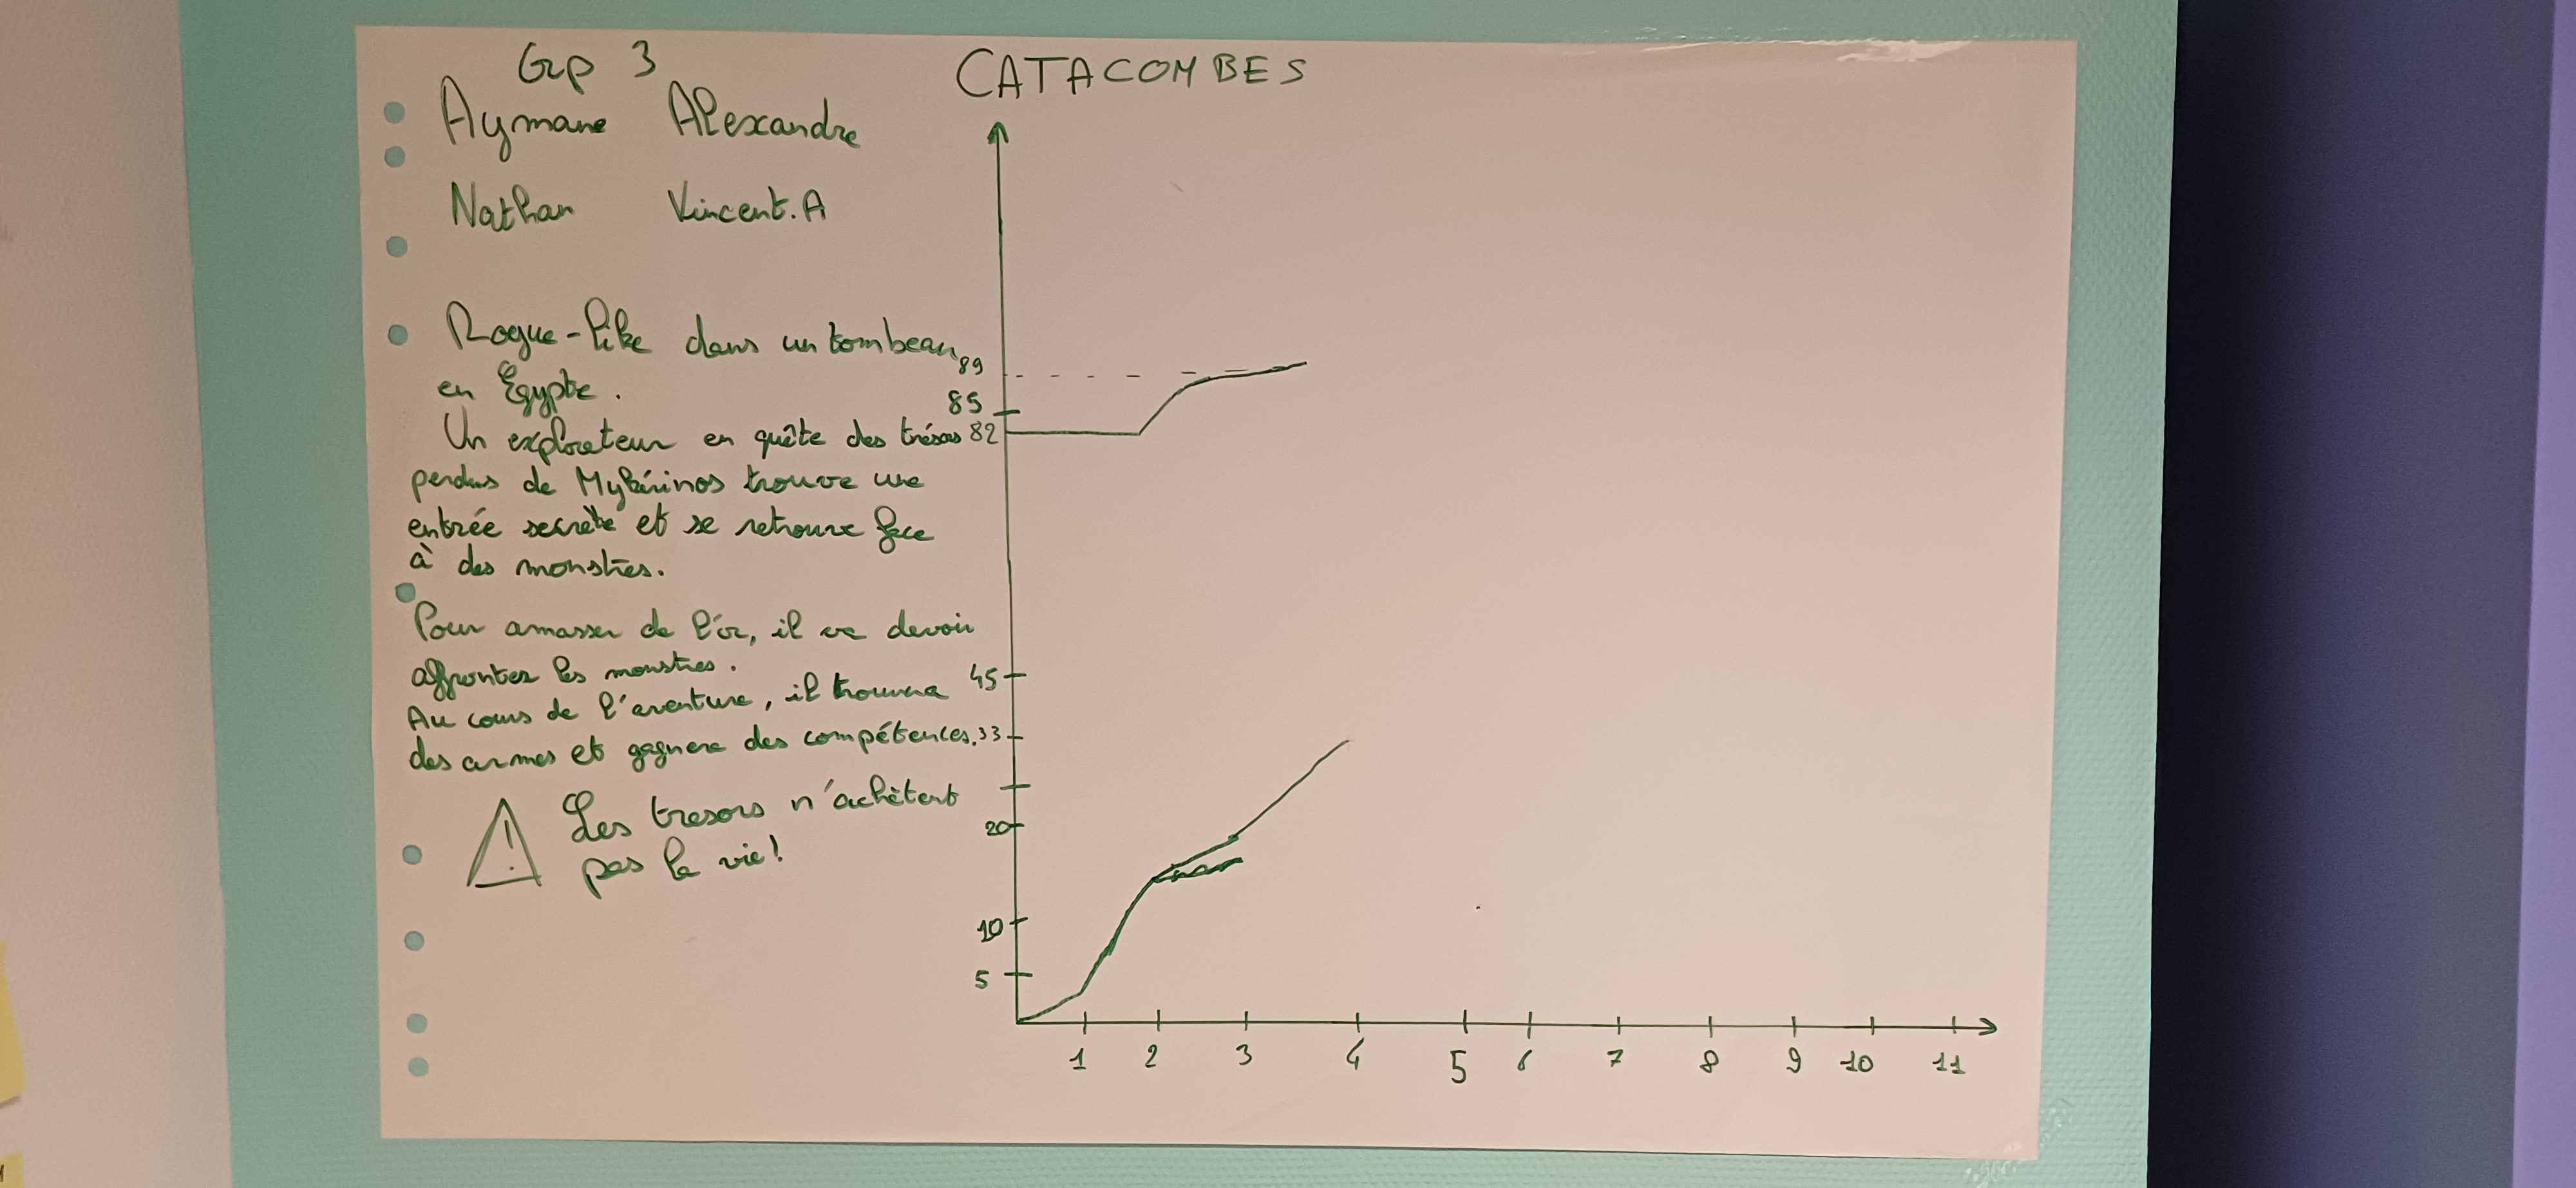 Grp 3
CATACOMBES
Aymane Alexandre
Nathan Vincent.A
Rogue-like dans un tombeau
en Egypte.
Un explorateur en quête des trésors
perdus de Mykérinos trouve une
entrée secrète et se retrouve face
à des monstres.
Pour amasser de l'or, il va devoir
affronter les monstres.
Au cours de l'aventure, il trouvera
des armes et gagnera des compétences.
! Les tresors n'achètent
pas la vie!
89
85
82
45
33
20
10
5
1 2 3 4 5 6 7 8 9 10 11